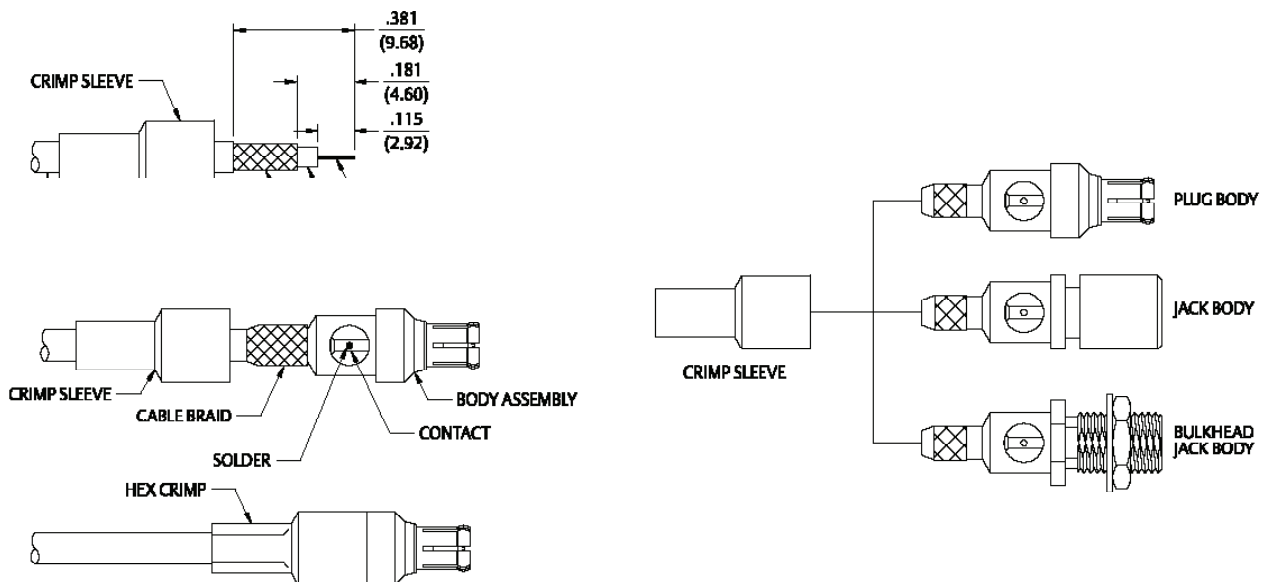 .381
(9.68)
.181
(4.60)
.115
(2.92)
CRIMP SLEEVE
CRIMP SLEEVE
CABLE BRAID
SOLDER
CONTACT
BODY ASSEMBLY
HEX CRIMP
CRIMP SLEEVE
PLUG BODY
JACK BODY
BULKHEAD
JACK BODY